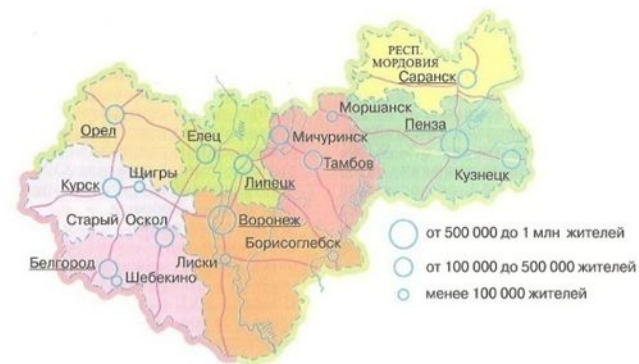 РЕСП.
МОРДОВИЯ
Саранск
Моршанск
Пенза
Орел
Елец
Мичуринск
Тамбов
Кузнецк
Курск
Щигры
Липецк
Старый Оскол
Воронеж
Борисоглебск
Белгород
Лиски
Шебекино
от 500 000 до 1 млн жителей
от 100 000 до 500 000 жителей
менее 100 000 жителей